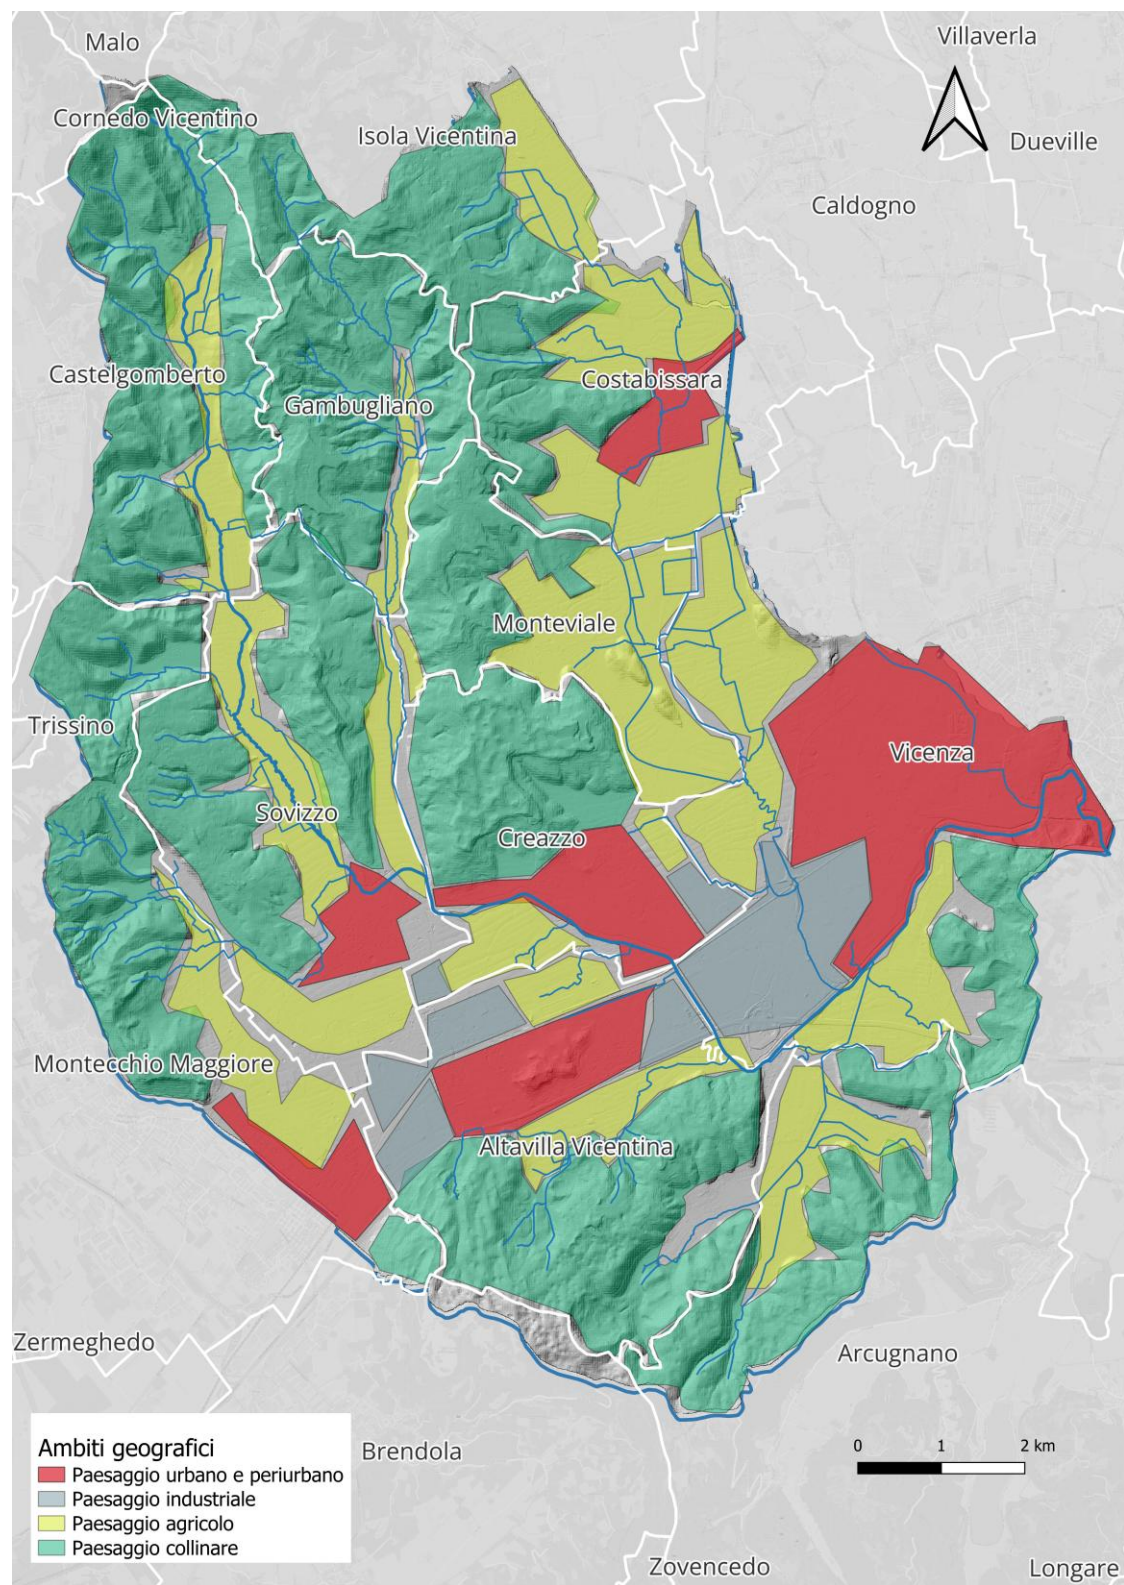 Malo
Villaverla
Cornedo Vicentino
Isola Vicentina
Dueville
Caldogno
Castelgomberto
Costabissara
Gambugliano
Monteviale
Trissino
Vicenza
Sovizzo
Creazzo
Montecchio Maggiore
Altavilla Vicentina
Zermeghedo
Arcugnano
Brendola
Zovencedo
Longare
Ambiti geografici
Paesaggio urbano e periurbano
Paesaggio industriale
Paesaggio agricolo
Paesaggio collinare
0 1 2 km